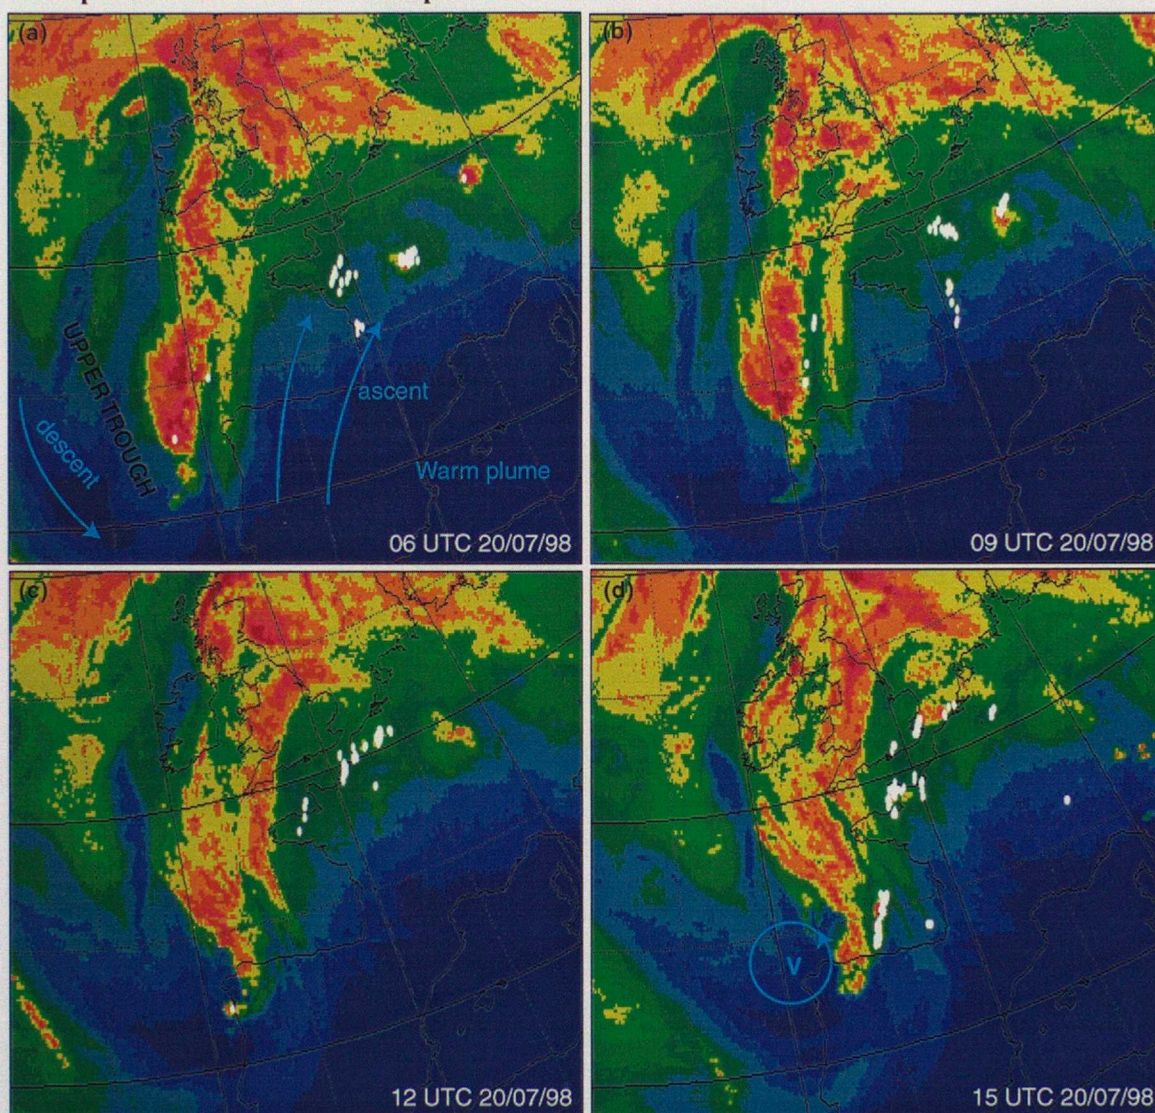 (a)
UPPER TROUGH
descent
ascent
Warm plume
06 UTC 20/07/98
(b)
09 UTC 20/07/98
(c)
12 UTC 20/07/98
(d)
V
15 UTC 20/07/98